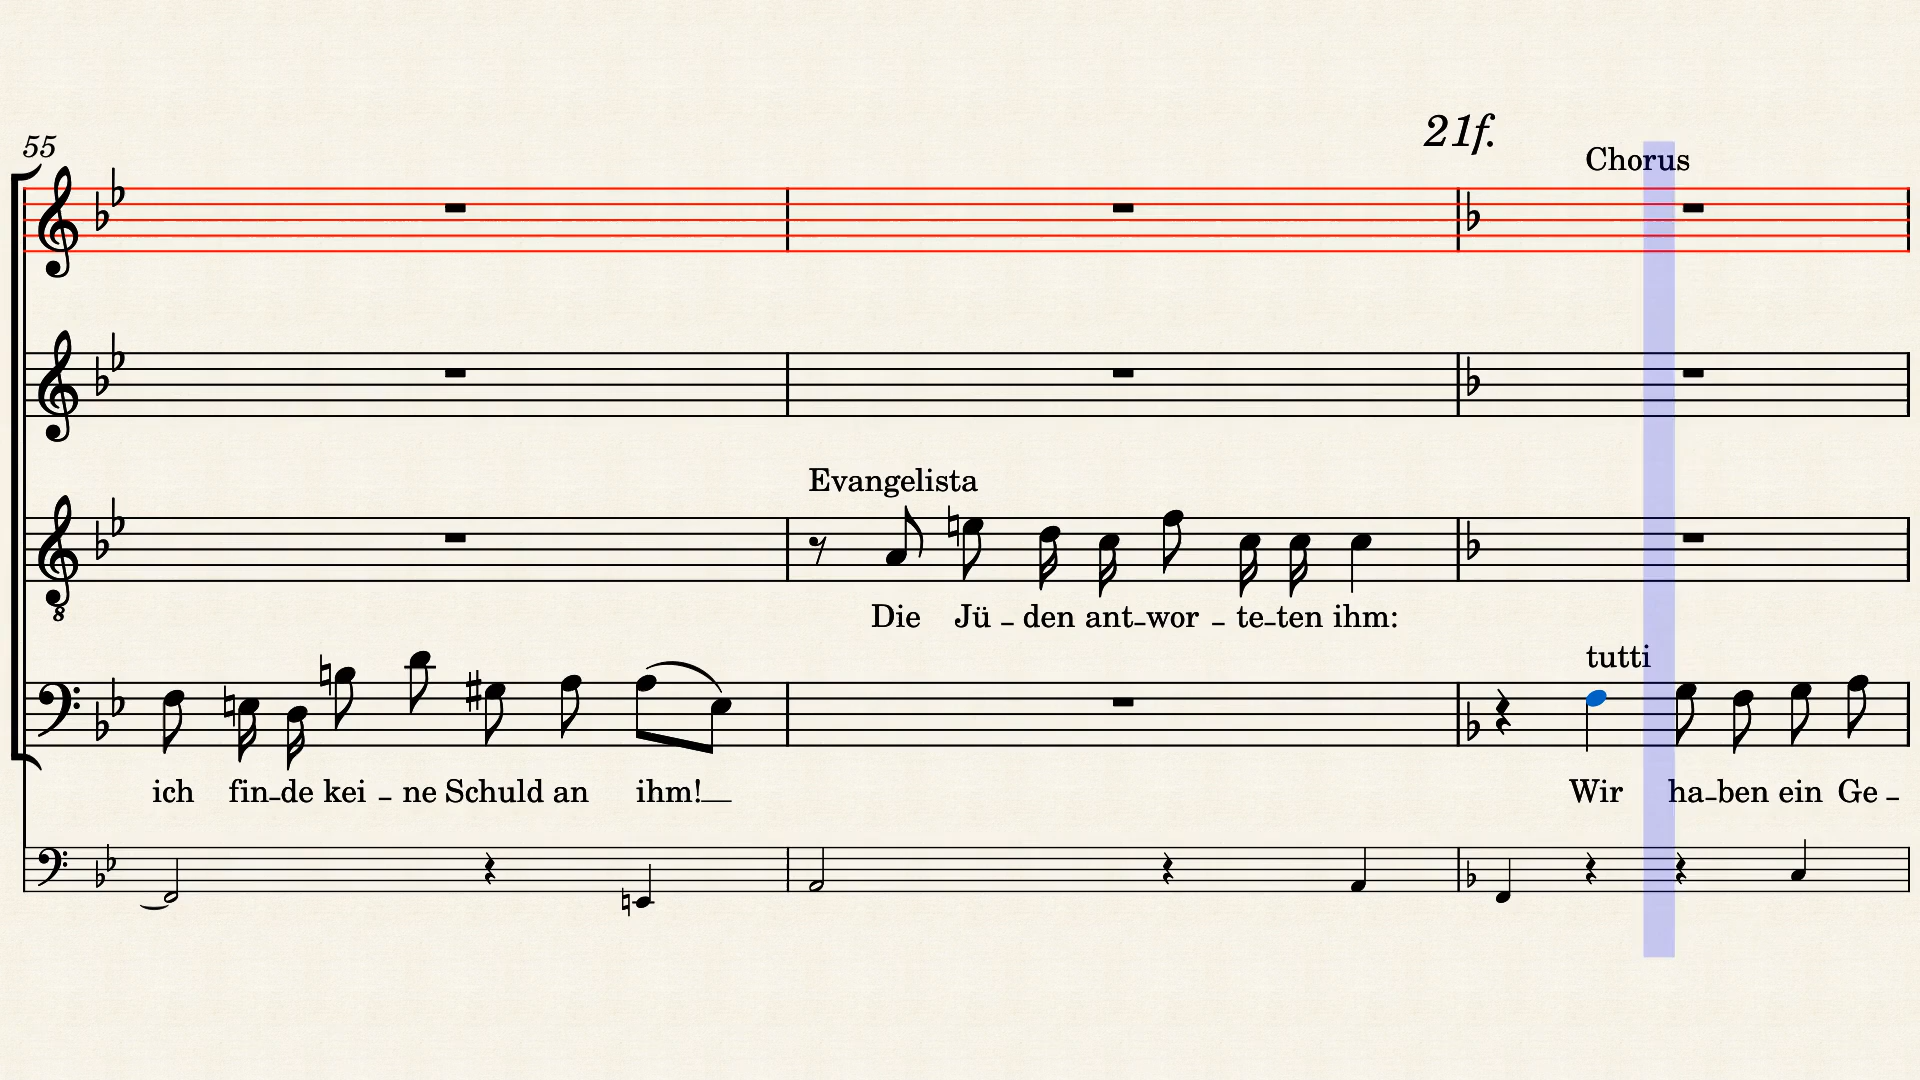 21f.
55
Chorus
Evangelista
8
Die Jü - den ant-wor - te-ten ihm:
tutti
ich fin-de kei - ne Schuld an ihm!_ Wir ha-ben ein Ge -